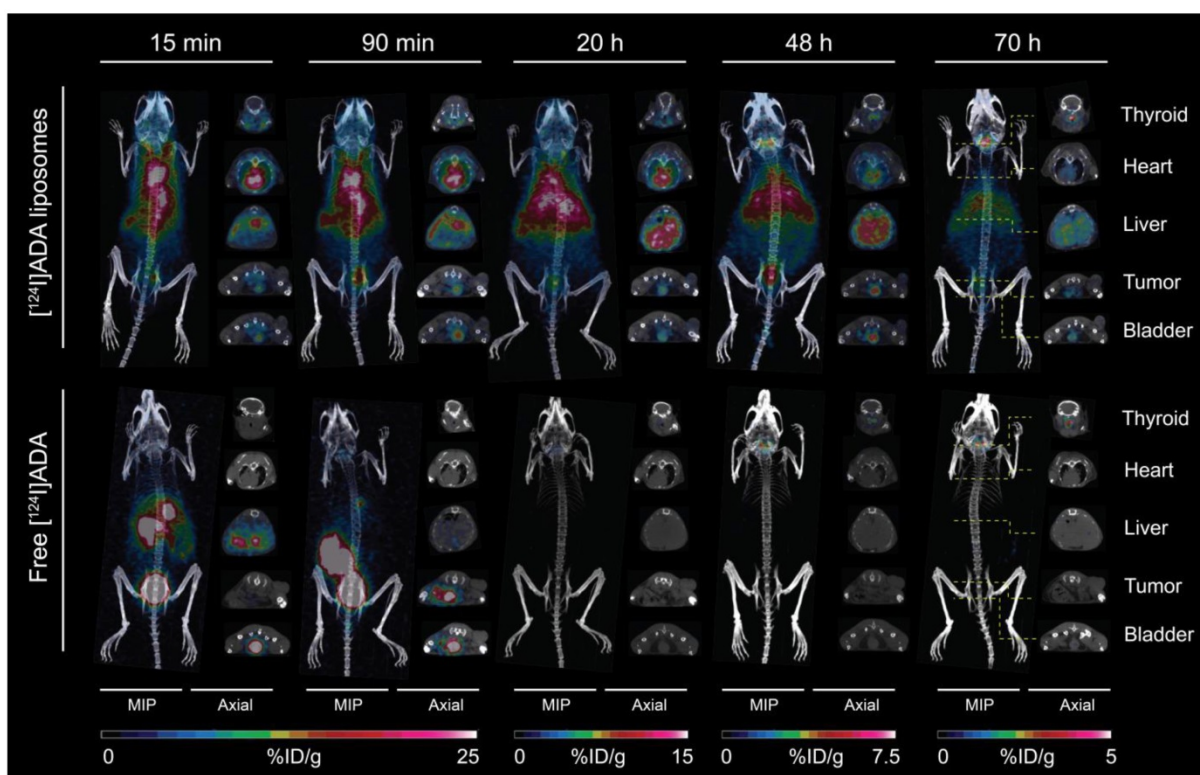 15 min 90 min 20 h 48 h 70 h
[¹²⁴I]ADA liposomes
Thyroid
Heart
Liver
Tumor
Bladder
Free [¹²⁴I]ADA
Thyroid
Heart
Liver
Tumor
Bladder
MIP Axial MIP Axial MIP Axial MIP Axial MIP Axial
0 %ID/g 25 0 %ID/g 15 0 %ID/g 7.5 0 %ID/g 5